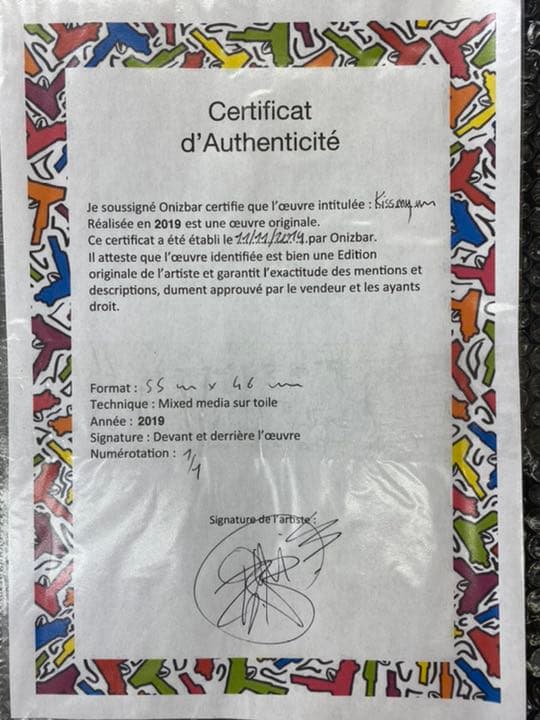 Certificat
d'Authenticité
Je soussigné Onizbar certifie que l'œuvre intitulée :
Réalisée en 2019 est une œuvre originale.
Ce certificat a été établi le 11/11/2019.par Onizbar.
Il atteste que l'œuvre identifiée est bien une Edition
originale de l'artiste et garantit l'exactitude des mentions et
descriptions, dument approuvé par le vendeur et les ayants
droit.
Format : 55 cm x 46 cm
Technique : Mixed media sur toile
Année : 2019
Signature : Devant et derrière l'œuvre
Numérotation : 1/1
Signature de l'artiste :